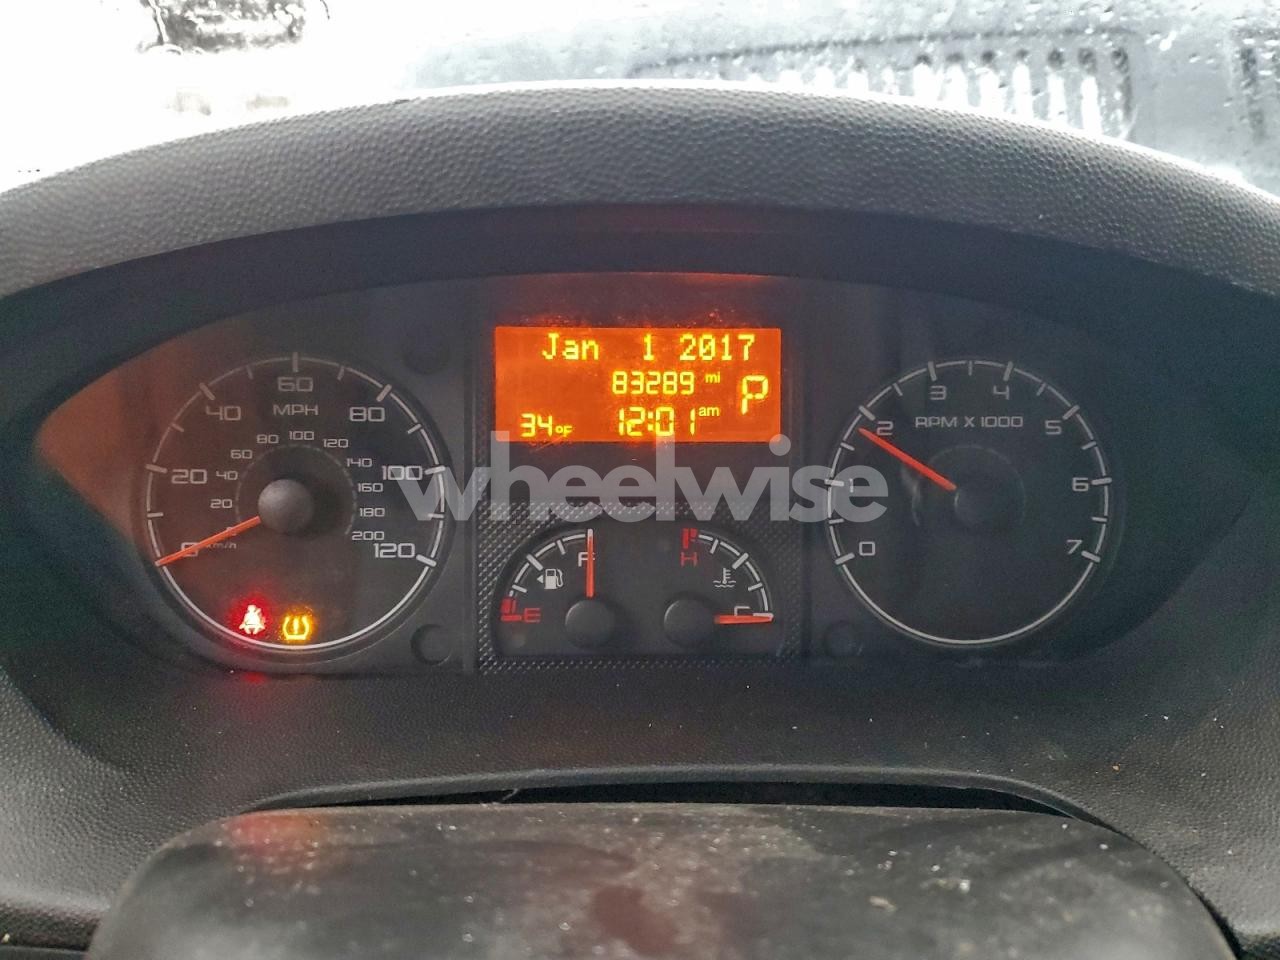 Jan 1 2017
83289 mi
P
34°F 12:01 am
60
MPH
40 80
80 100 120
60 140
20 40 160 100
20 180
0 km/h 200 120
3 4
2 RPM X 1000 5
1 6
0 7
F H
E C
wheelwise